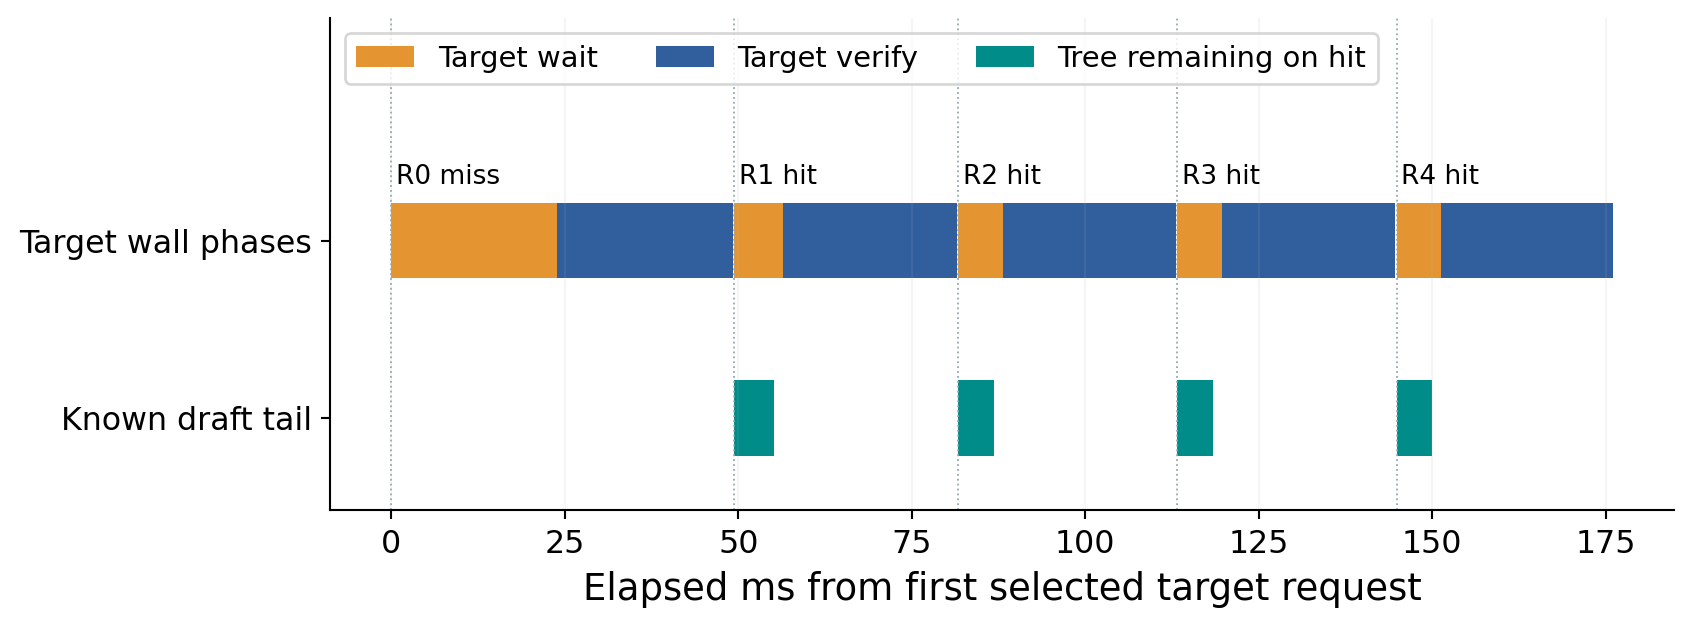 Target wait Target verify Tree remaining on hit
R0 miss R1 hit R2 hit R3 hit R4 hit
Target wall phases
Known draft tail
0 25 50 75 100 125 150 175
Elapsed ms from first selected target request